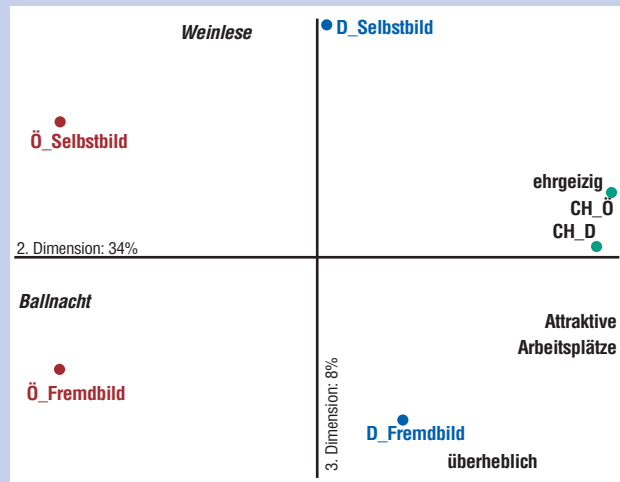 Weinlese
D_Selbstbild
Ö_Selbstbild
ehrgeizig
CH_Ö
CH_D
2. Dimension: 34%
Ballnacht
Attraktive
Arbeitsplätze
3. Dimension: 8%
Ö_Fremdbild
D_Fremdbild
überheblich